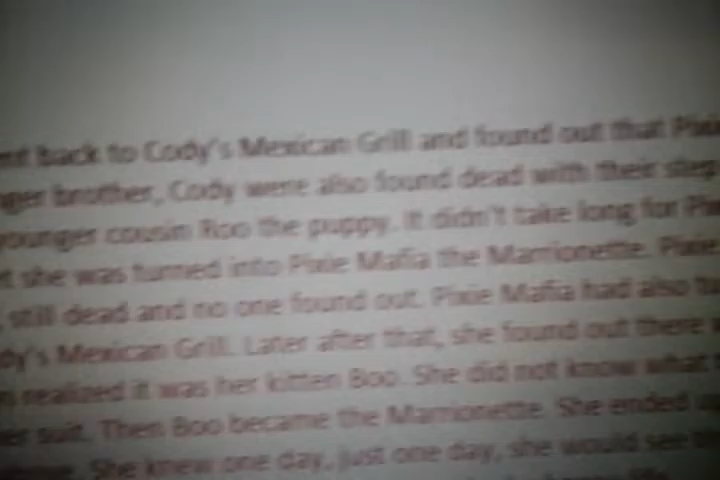 back to Cody's Mexican Grill and found out that
brother, Cody were also found dead with their step
younger cousin Roo the puppy. It didn't take long for
she was turned into Pixie Mafia the Marrionette.
still dead and no one found out. Pixie Mafia had also
Mexican Grill. Later after that, she found out there
realized it was her kitten Boo. She did not know what
suit. Then Boo became the Marrionette. She ended
She knew one day, just one day, she would see